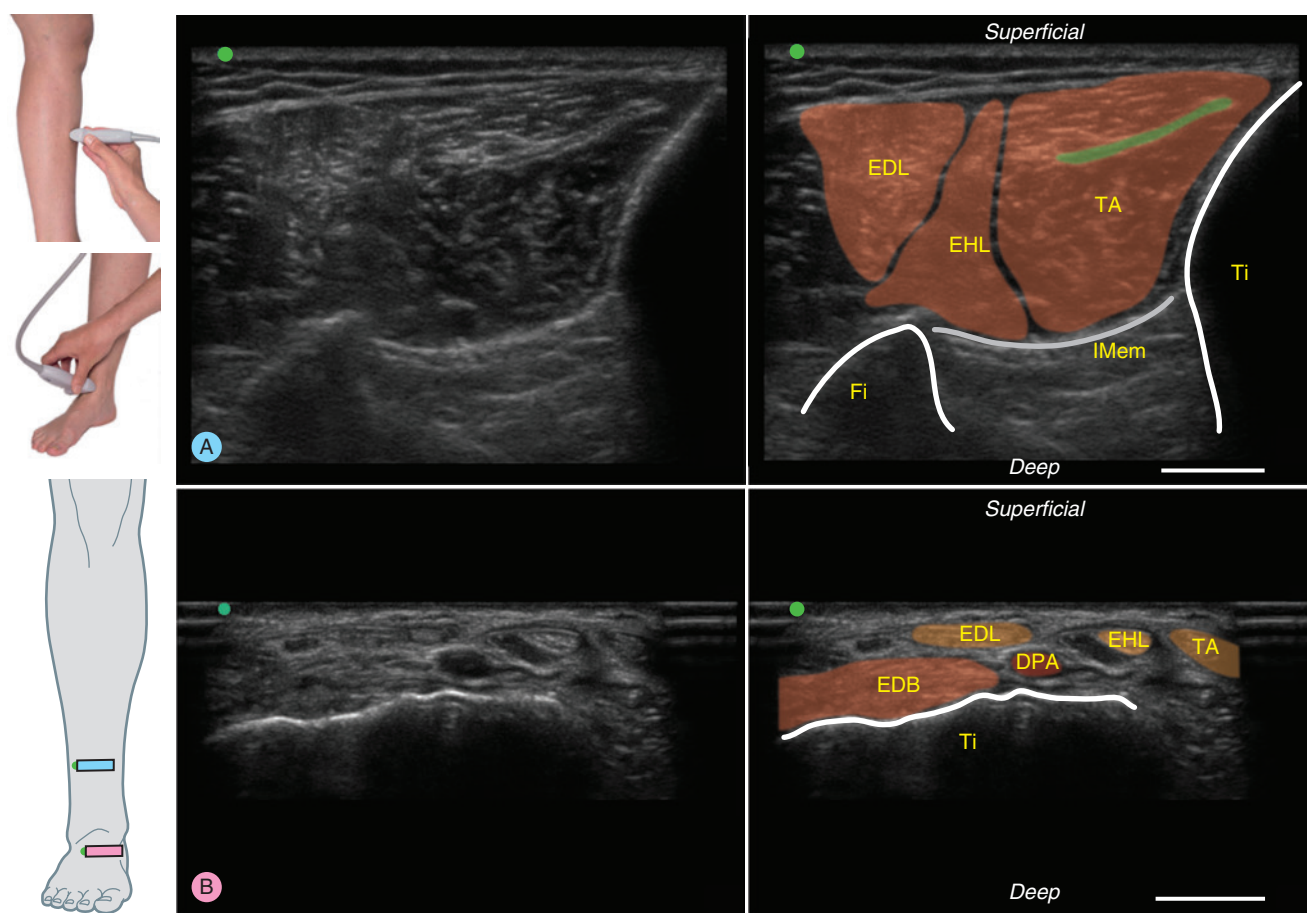 Superficial
EDL
TA
EHL
Ti
IMem
Fi
A
Deep
Superficial
EDL
EHL
TA
DPA
EDB
Ti
B
Deep